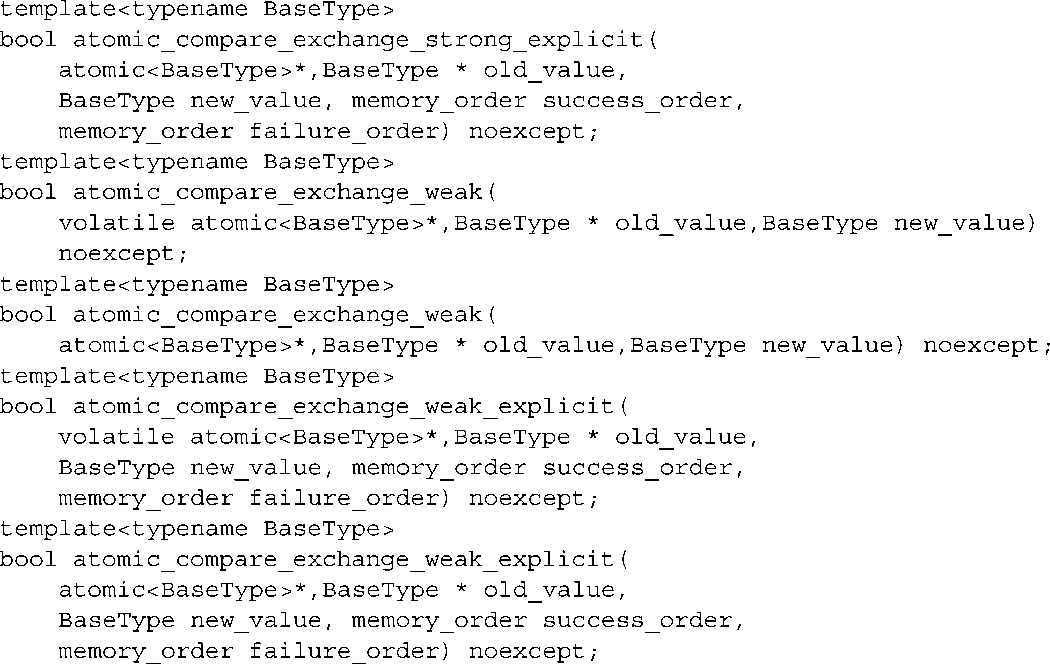 template<typename BaseType>
bool atomic_compare_exchange_strong_explicit(
    atomic<BaseType>*,BaseType * old_value,
    BaseType new_value, memory_order success_order,
    memory_order failure_order) noexcept;
template<typename BaseType>
bool atomic_compare_exchange_weak(
    volatile atomic<BaseType>*,BaseType * old_value,BaseType new_value)
    noexcept;
template<typename BaseType>
bool atomic_compare_exchange_weak(
    atomic<BaseType>*,BaseType * old_value,BaseType new_value) noexcept;
template<typename BaseType>
bool atomic_compare_exchange_weak_explicit(
    volatile atomic<BaseType>*,BaseType * old_value,
    BaseType new_value, memory_order success_order,
    memory_order failure_order) noexcept;
template<typename BaseType>
bool atomic_compare_exchange_weak_explicit(
    atomic<BaseType>*,BaseType * old_value,
    BaseType new_value, memory_order success_order,
    memory_order failure_order) noexcept;